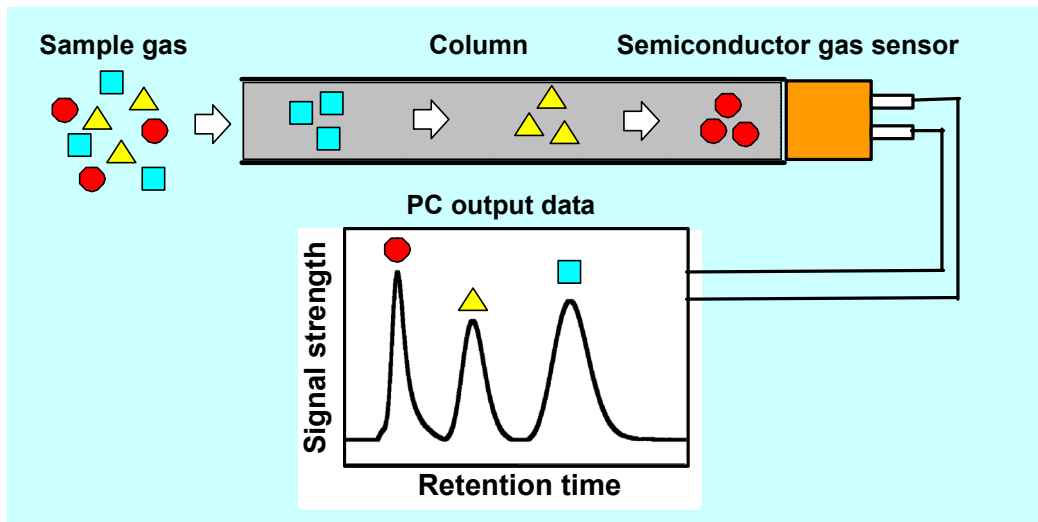 Sample gas
Column
Semiconductor gas sensor
PC output data
Signal strength
Retention time